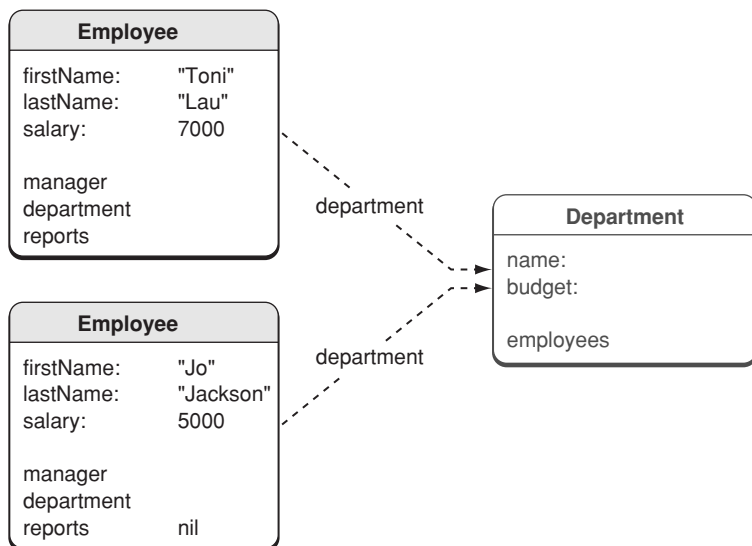 Employee
firstName: "Toni"
lastName: "Lau"
salary: 7000
manager
department
reports
department
Department
name:
budget:
employees
Employee
firstName: "Jo"
lastName: "Jackson"
salary: 5000
manager
department
reports nil
department